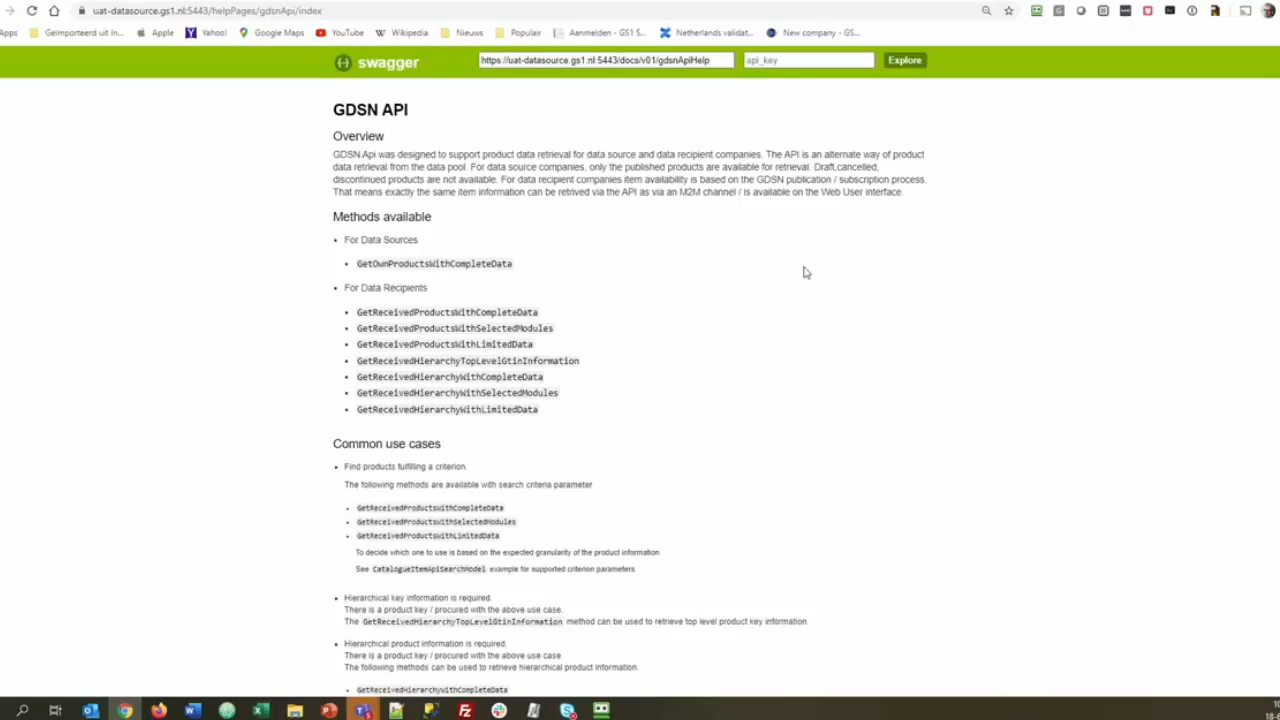 uat-datasource.gs1.nl:5443/helpPages/gdsnApi/index
Apps Geïmporteerd uit In... Apple Yahoo! Google Maps YouTube Wikipedia Nieuws Populair Aanmelden - GS1 S... Netherlands validat... New company - GS...
swagger https://uat-datasource.gs1.nl:5443/docs/v01/gdsnApiHelp api_key Explore
GDSN API
Overview
GDSN Api was designed to support product data retrieval for data source and data recipient companies. The API is an alternate way of product
data retrieval from the data pool. For data source companies, only the published products are available for retrieval. Draft,cancelled,
discontinued products are not available. For data recipient companies item availability is based on the GDSN publication / subscription process.
That means exactly the same item information can be retrived via the API as via an M2M channel / is available on the Web User interface.
Methods available
• For Data Sources
• GetOwnProductsWithCompleteData
• For Data Recipients
• GetReceivedProductsWithCompleteData
• GetReceivedProductsWithSelectedModules
• GetReceivedProductsWithLimitedData
• GetReceivedHierarchyTopLevelGtinInformation
• GetReceivedHierarchyWithCompleteData
• GetReceivedHierarchyWithSelectedModules
• GetReceivedHierarchyWithLimitedData
Common use cases
• Find products fulfilling a criterion.
The following methods are available with search criteria parameter
• GetReceivedProductsWithCompleteData
• GetReceivedProductsWithSelectedModules
• GetReceivedProductsWithLimitedData
To decide which one to use is based on the expected granularity of the product information
See CatalogueItemApiSearchModel example for supported criterion parameters.
• Hierarchical key information is required.
There is a product key / procured with the above use case.
The GetReceivedHierarchyTopLevelGtinInformation method can be used to retrieve top level product key information.
• Hierarchical product information is required.
There is a product key / procured with the above use case.
The following methods can be used to retrieve hierarchical product information.
• GetReceivedHierarchyWithCompleteData